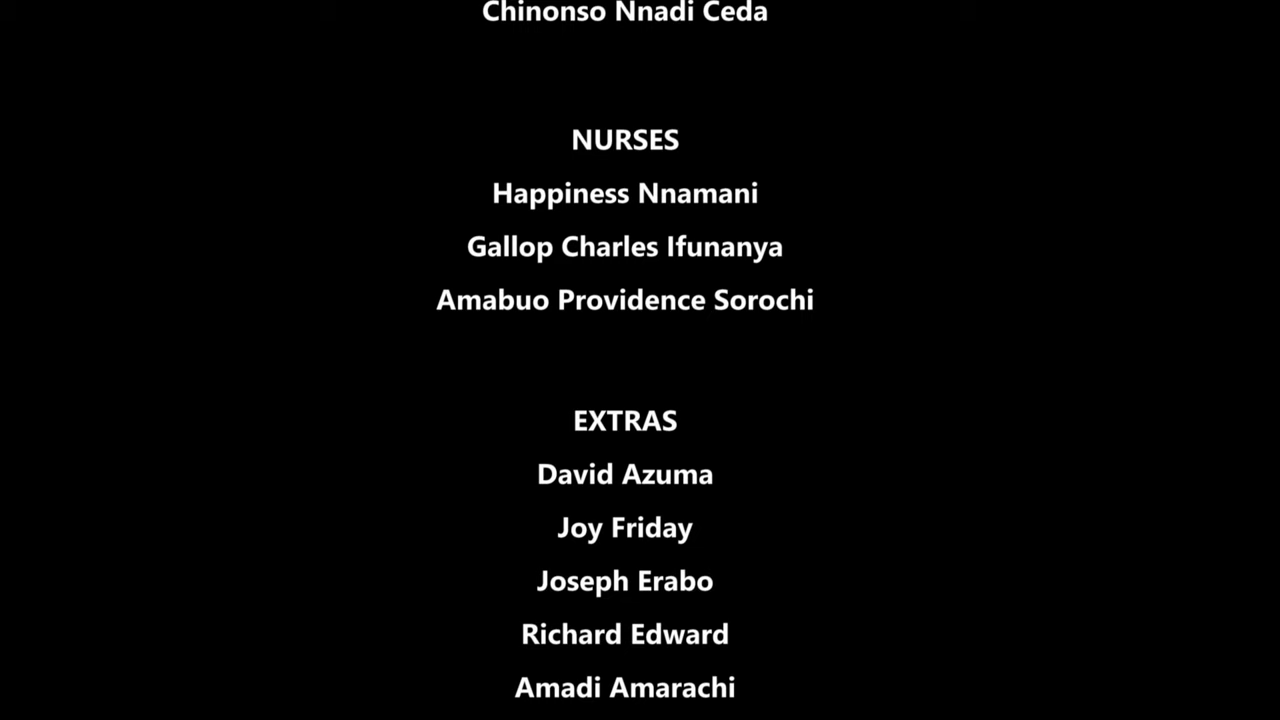 Chinonso Nnadi Ceda
NURSES
Happiness Nnamani
Gallop Charles Ifunanya
Amabuo Providence Sorochi
EXTRAS
David Azuma
Joy Friday
Joseph Erabo
Richard Edward
Amadi Amarachi